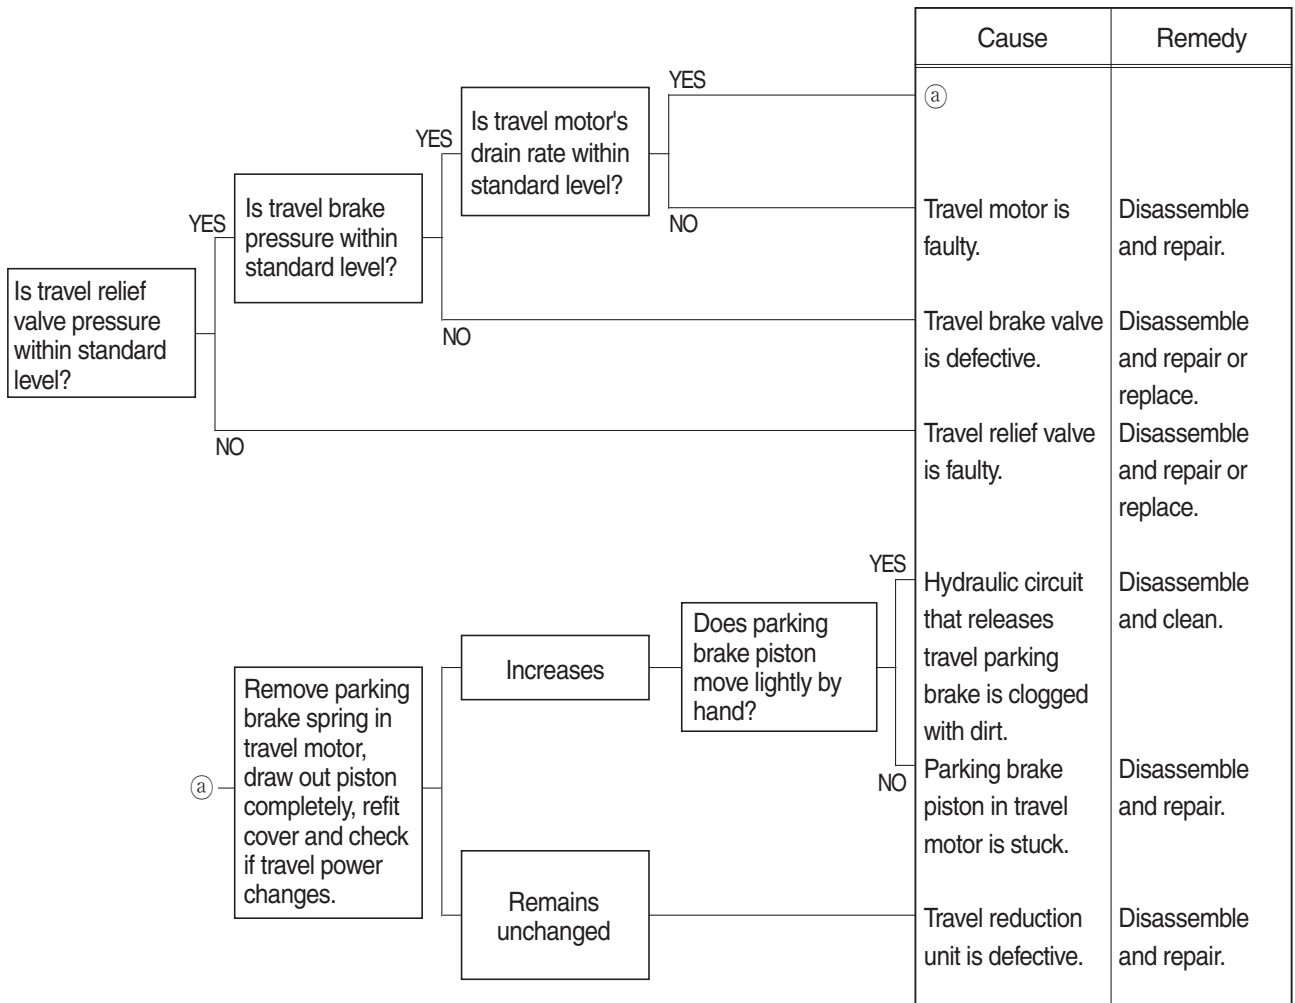 Cause
Remedy
YES
ⓐ
Is travel motor's
drain rate within
standard level?
YES
NO
Travel motor is
faulty.
Disassemble
and repair.
Is travel brake
pressure within
standard level?
YES
NO
Travel brake valve
is defective.
Disassemble
and repair or
replace.
Is travel relief
valve pressure
within standard
level?
NO
Travel relief valve
is faulty.
Disassemble
and repair or
replace.
ⓐ
Remove parking
brake spring in
travel motor,
draw out piston
completely, refit
cover and check
if travel power
changes.
Increases
Does parking
brake piston
move lightly by
hand?
YES
Hydraulic circuit
that releases
travel parking
brake is clogged
with dirt.
Disassemble
and clean.
NO
Parking brake
piston in travel
motor is stuck.
Disassemble
and repair.
Remains
unchanged
Travel reduction
unit is defective.
Disassemble
and repair.